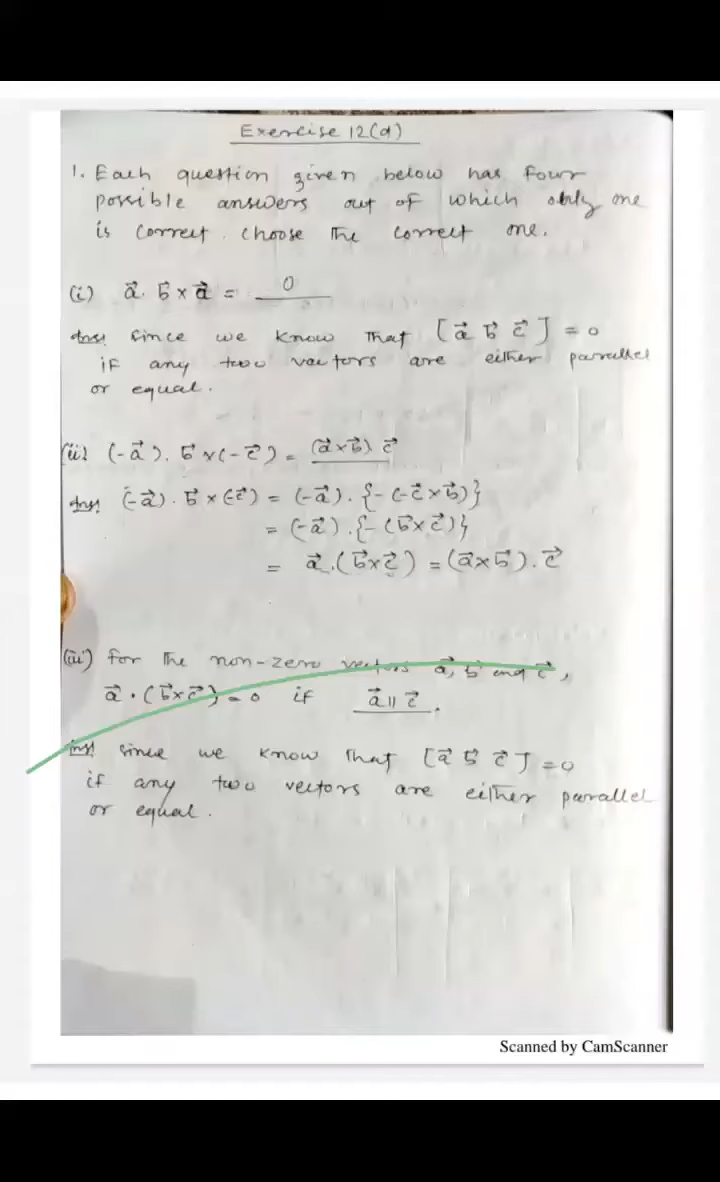 Exercise 12(d)
1. Each question given below has four
possible answers out of which only one
is correct. choose the correct one.
(i) a⃗. b⃗ × a⃗ = 0
Ans! Since we know that [a⃗ b⃗ c⃗] = 0
if any two vectors are either parallel
or equal.
(ii) (-a⃗). b⃗ × (-c⃗) = (a⃗×b⃗) c⃗
Ans! (-a⃗). b⃗ × (-c⃗) = (-a⃗). {-(-c⃗×b⃗)}
= (-a⃗).{-(b⃗×c⃗)}
= a⃗.(b⃗×c⃗) = (a⃗×b⃗).c⃗
(iii) for the non-zero vectors a⃗, b⃗ and c⃗,
a⃗.(b⃗×c⃗) = 0 if a⃗ || c⃗.
Ans! Since we know that [a⃗ b⃗ c⃗] = 0
if any two vectors are either parallel
or equal.
Scanned by CamScanner